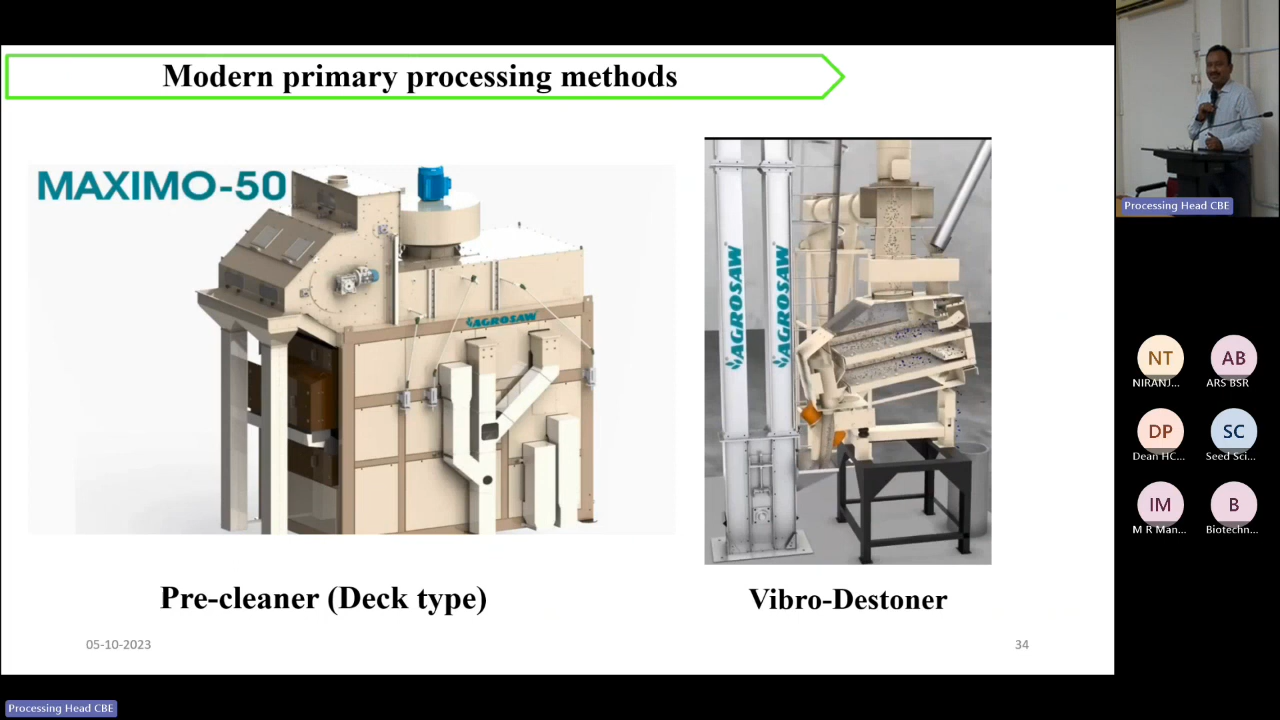 Modern primary processing methods
MAXIMO-50
AGROSAW
AGROSAW
AGROSAW
Pre-cleaner (Deck type)
Vibro-Destoner
05-10-2023
34
Processing Head CBE
Processing Head CBE
NT
NIRANJ...
AB
ARS BSR
DP
Dean HC...
SC
Seed Sci...
IM
M R Man...
B
Biotechn...